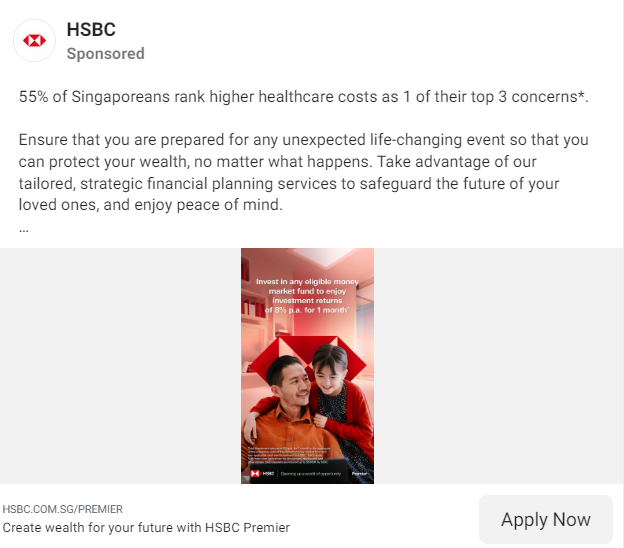 HSBC
Sponsored
55% of Singaporeans rank higher healthcare costs as 1 of their top 3 concerns*.
Ensure that you are prepared for any unexpected life-changing event so that you
can protect your wealth, no matter what happens. Take advantage of our
tailored, strategic financial planning services to safeguard the future of your
loved ones, and enjoy peace of mind.
...
Invest in any eligible money
market fund to enjoy
investment returns
of 8% p.a. for 1 month*
HSBC
Opening up a world of opportunity
Premier
HSBC.COM.SG/PREMIER
Create wealth for your future with HSBC Premier
Apply Now